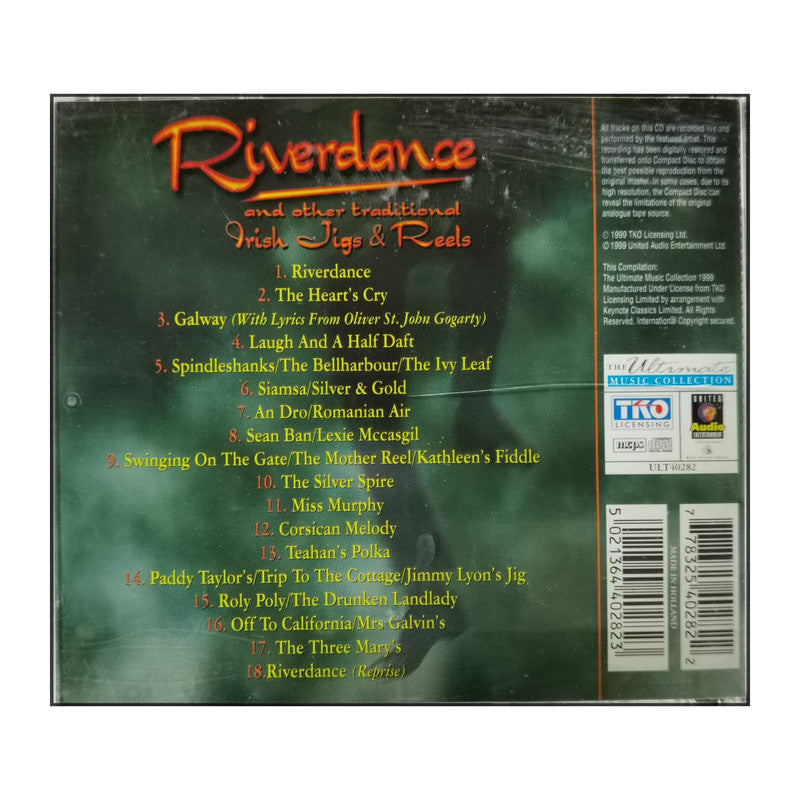 Riverdance
and other traditional
Irish Jigs & Reels
1. Riverdance
2. The Heart's Cry
3. Galway (With Lyrics From Oliver St. John Gogarty)
4. Laugh And A Half Daft
5. Spindleshanks/The Bellharbour/The Ivy Leaf
6. Siamsa/Silver & Gold
7. An Dro/Romanian Air
8. Sean Ban/Lexie Mccasgil
9. Swinging On The Gate/The Mother Reel/Kathleen's Fiddle
10. The Silver Spire
11. Miss Murphy
12. Corsican Melody
13. Teahan's Polka
14. Paddy Taylor's/Trip To The Cottage/Jimmy Lyon's Jig
15. Roly Poly/The Drunken Landlady
16. Off To California/Mrs Galvin's
17. The Three Mary's
18. Riverdance (Reprise)
All tracks on this CD are recorded live and
performed by the featured artist. This
recording has been digitally restored and
transferred onto Compact Disc to obtain
the best possible reproduction from the
original master. In some cases, due to its
high resolution, the Compact Disc can
reveal the limitations of the original
analogue tape source.
℗ 1999 TKO Licensing Ltd.
© 1999 United Audio Entertainment Ltd.
This Compilation:
The Ultimate Music Collection 1999
Manufactured Under License from TKO
Licensing Limited by arrangement with
Keynote Classics Limited. All Rights
Reserved. International Copyright secured.
THE Ultimate
MUSIC COLLECTION
TKO
LICENSING
UNITED
Audio
ENTERTAINMENT
mcps
disc
ULT40282
5 021364 402823
MADE IN HOLLAND
7 78325 40282 2